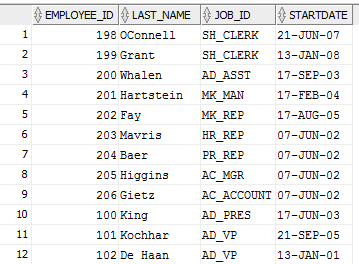 EMPLOYEE_ID LAST_NAME JOB_ID STARTDATE
1 198 OConnell SH_CLERK 21-JUN-07
2 199 Grant SH_CLERK 13-JAN-08
3 200 Whalen AD_ASST 17-SEP-03
4 201 Hartstein MK_MAN 17-FEB-04
5 202 Fay MK_REP 17-AUG-05
6 203 Mavris HR_REP 07-JUN-02
7 204 Baer PR_REP 07-JUN-02
8 205 Higgins AC_MGR 07-JUN-02
9 206 Gietz AC_ACCOUNT 07-JUN-02
10 100 King AD_PRES 17-JUN-03
11 101 Kochhar AD_VP 21-SEP-05
12 102 De Haan AD_VP 13-JAN-01